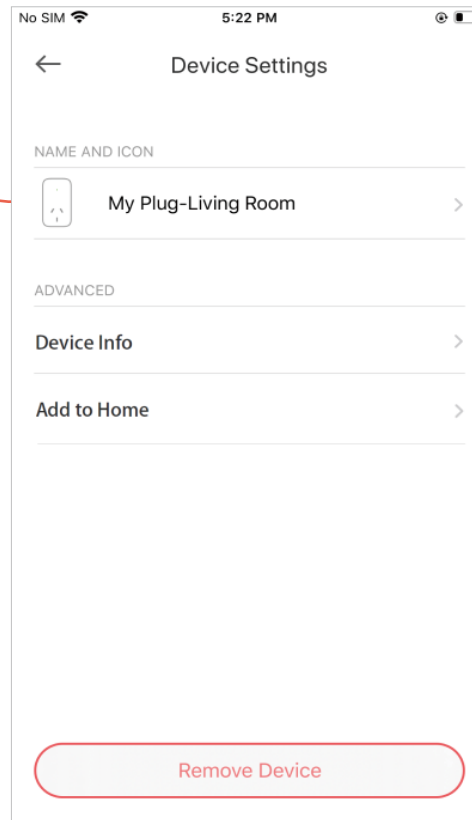 No SIM 5:22 PM
Device Settings
NAME AND ICON
My Plug-Living Room
ADVANCED
Device Info
Add to Home
Remove Device